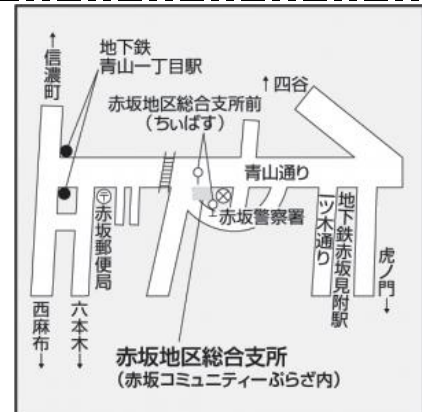 ↑信濃町
地下鉄
青山一丁目駅
↑四谷
赤坂地区総合支所前
(ちぃばす)
青山通り
〒赤坂郵便局
赤坂警察署
一ツ木通り
地下鉄赤坂見附駅
虎ノ門↓
西麻布↓
六本木↓
赤坂地区総合支所
(赤坂コミュニティーぷらざ内)